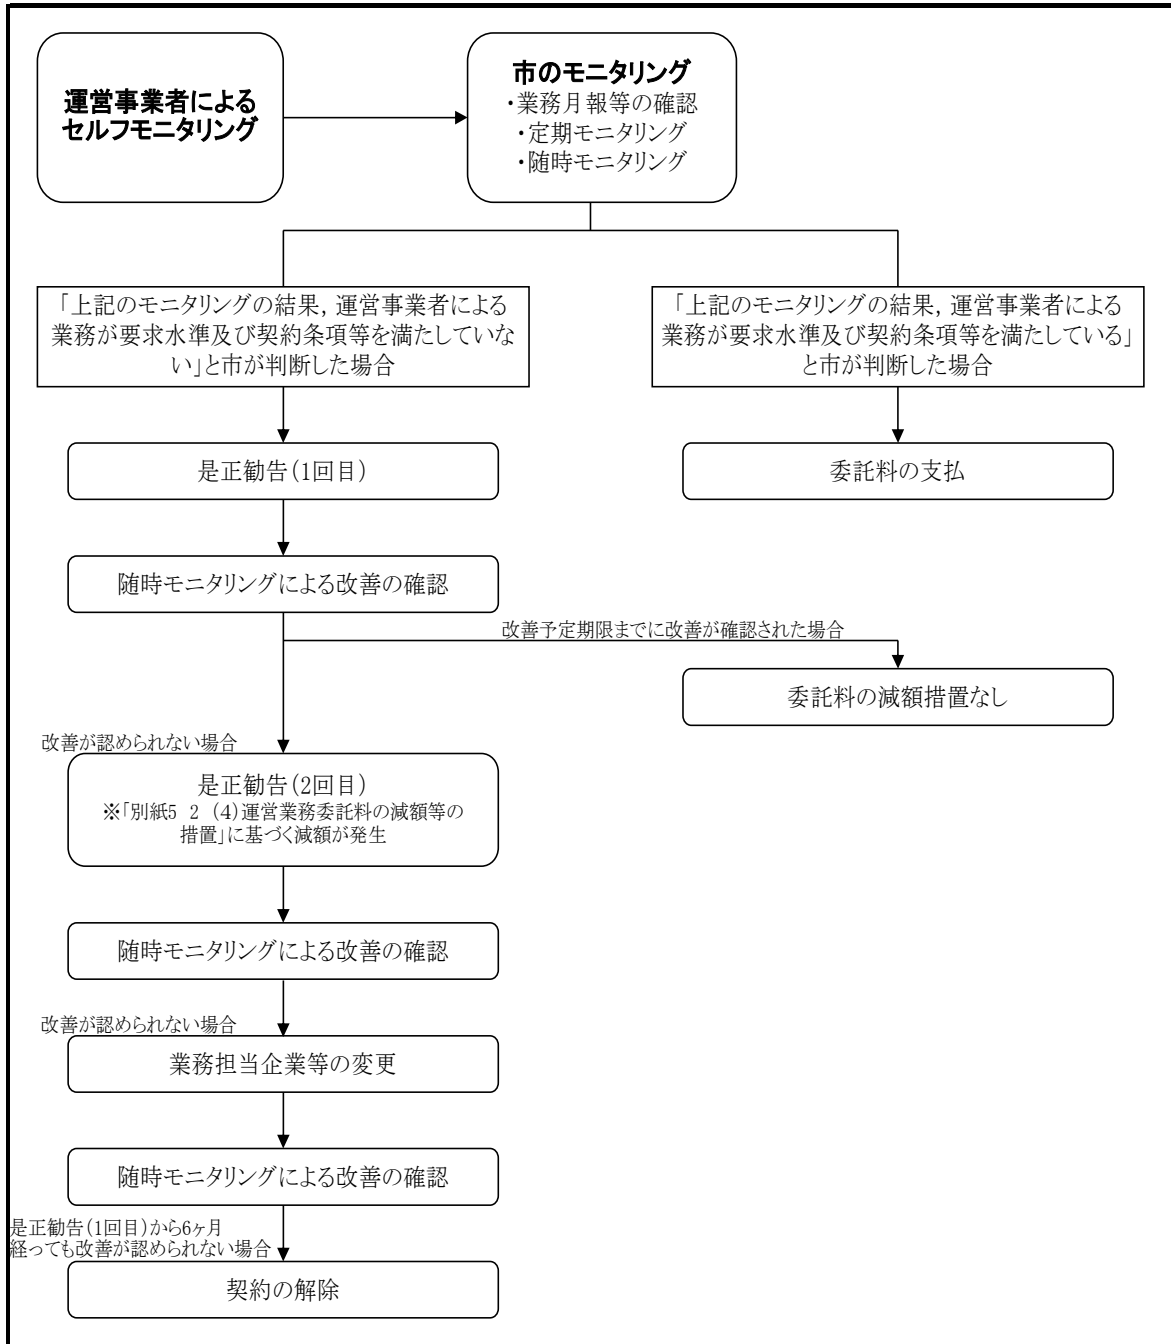 運営事業者による
セルフモニタリング
市のモニタリング
・業務月報等の確認
・定期モニタリング
・随時モニタリング
「上記のモニタリングの結果，運営事業者による
業務が要求水準及び契約条項等を満たしていな
い」と市が判断した場合
「上記のモニタリングの結果，運営事業者による
業務が要求水準及び契約条項等を満たしている」
と市が判断した場合
是正勧告（1回目）
委託料の支払
随時モニタリングによる改善の確認
改善予定期限までに改善が確認された場合
委託料の減額措置なし
改善が認められない場合
是正勧告（2回目）
※「別紙5 2 (4)運営業務委託料の減額等の
措置」に基づく減額が発生
随時モニタリングによる改善の確認
改善が認められない場合
業務担当企業等の変更
随時モニタリングによる改善の確認
是正勧告（1回目）から6ヶ月
経っても改善が認められない場合
契約の解除